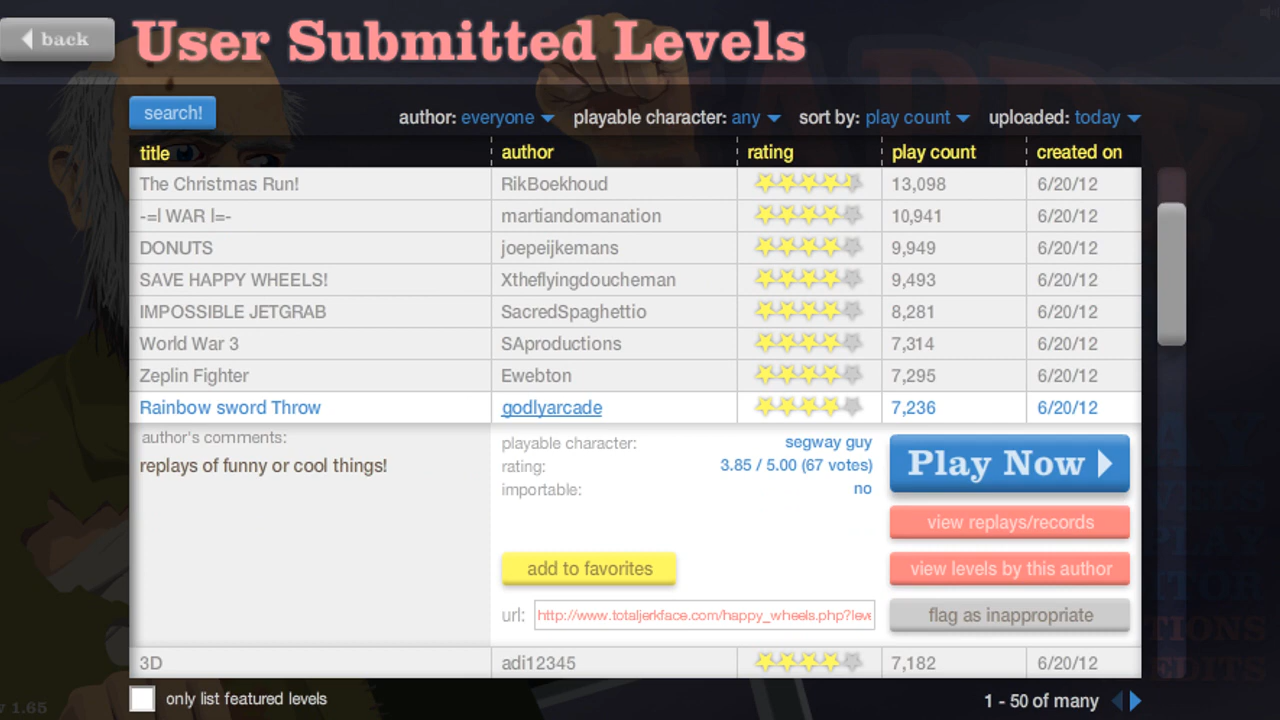 back
User Submitted Levels
search!
author: everyone playable character: any sort by: play count uploaded: today
title author rating play count created on
The Christmas Run! RikBoekhoud 13,098 6/20/12
-=l WAR l=- martiandomanation 10,941 6/20/12
DONUTS joepeijkemans 9,949 6/20/12
SAVE HAPPY WHEELS! Xtheflyingdoucheman 9,493 6/20/12
IMPOSSIBLE JETGRAB SacredSpaghettio 8,281 6/20/12
World War 3 SAproductions 7,314 6/20/12
Zeplin Fighter Ewebton 7,295 6/20/12
Rainbow sword Throw godlyarcade 7,236 6/20/12
author's comments:
replays of funny or cool things!
playable character: segway guy
rating: 3.85 / 5.00 (67 votes)
importable: no
Play Now
view replays/records
add to favorites
view levels by this author
url: http://www.totaljerkface.com/happy_wheels.php?leve
flag as inappropriate
3D adi12345 7,182 6/20/12
only list featured levels
1 - 50 of many
v 1.65